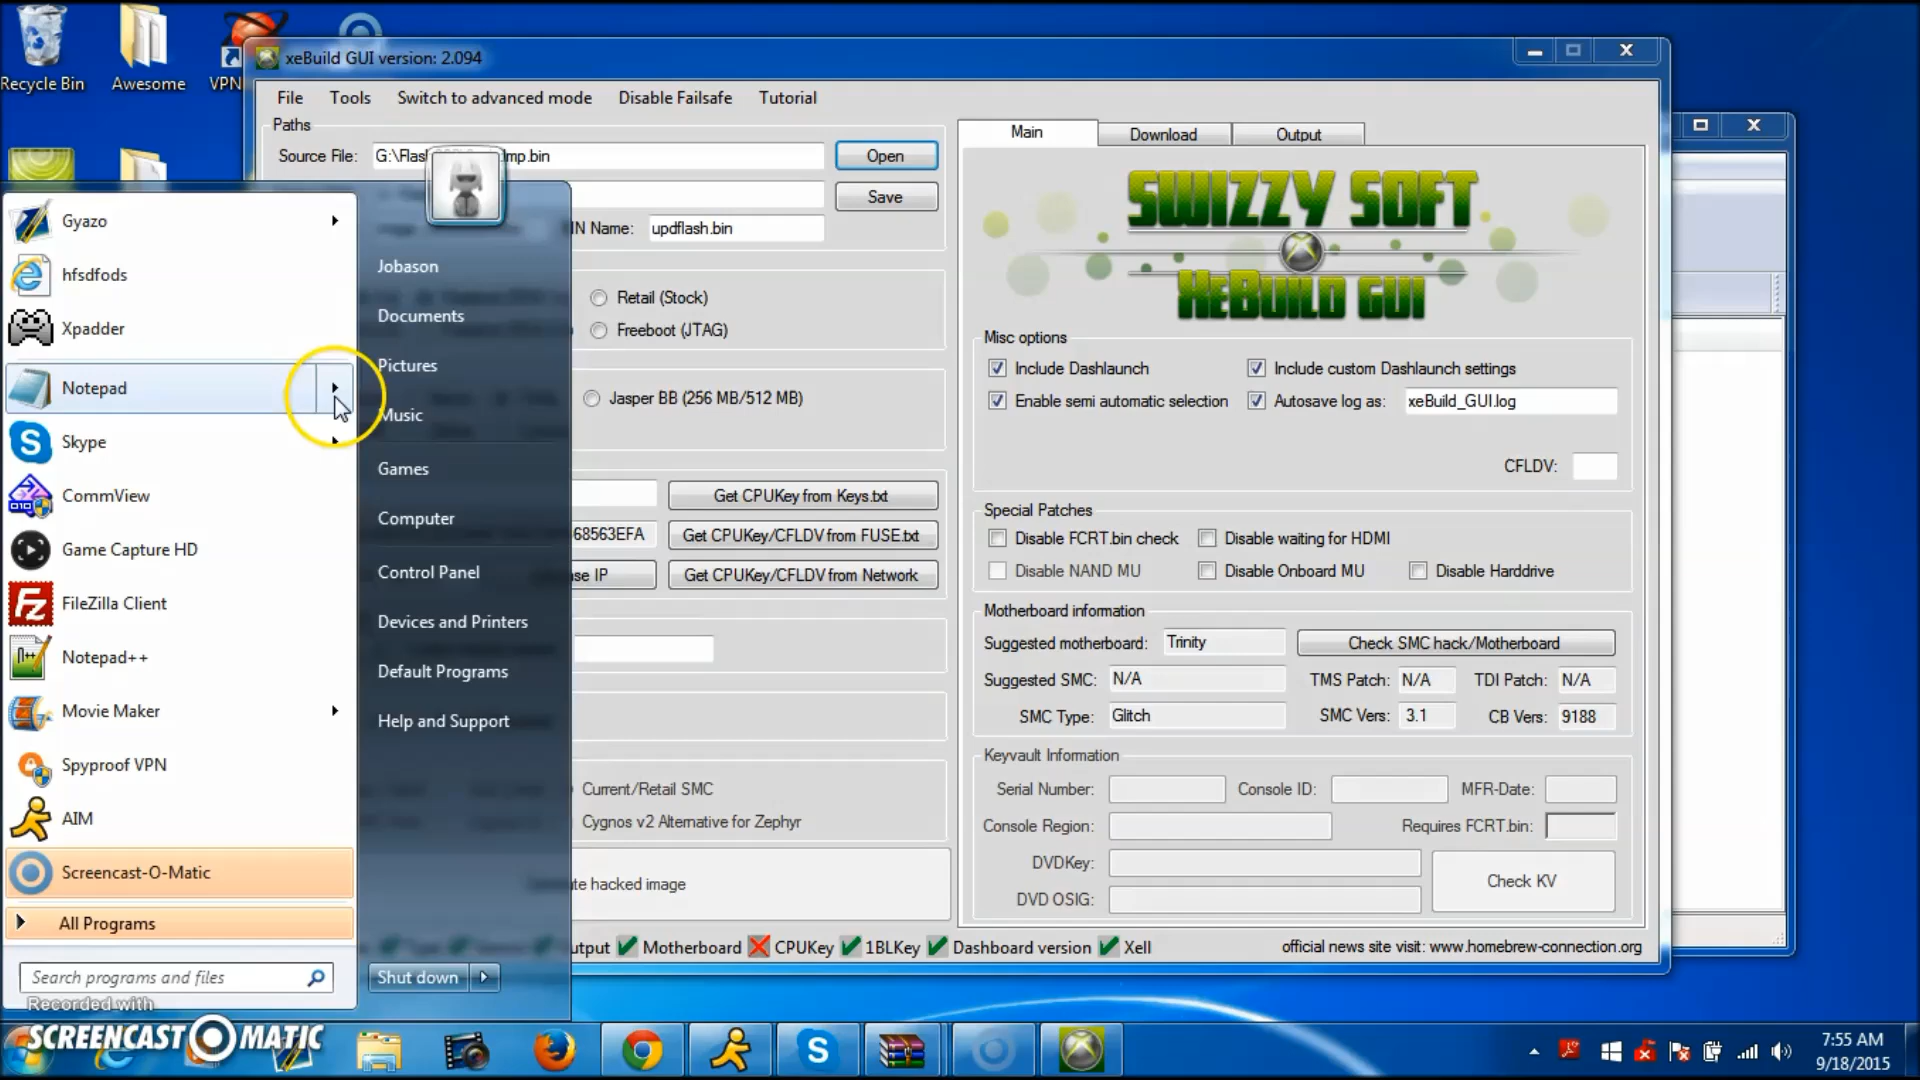 Recycle Bin
Awesome
VPN
xeBuild GUI version: 2.094
File Tools Switch to advanced mode Disable Failsafe Tutorial
Paths
Source File: G:\Flas mp.bin Open
Save
IN Name: updflash.bin
Retail (Stock)
Freeboot (JTAG)
Jasper BB (256 MB/512 MB)
Get CPUKey from Keys.txt
68563EFA Get CPUKey/CFLDV from FUSE.txt
se IP Get CPUKey/CFLDV from Network
Current/Retail SMC
Cygnos v2 Alternative for Zephyr
hacked image
Main Download Output
SWIZZY SOFT
XEBUILD GUI
Misc options
Include Dashlaunch Include custom Dashlaunch settings
Enable semi automatic selection Autosave log as: xeBuild_GUI.log
CFLDV:
Special Patches
Disable FCRT.bin check Disable waiting for HDMI
Disable NAND MU Disable Onboard MU Disable Harddrive
Motherboard information
Suggested motherboard: Trinity Check SMC hack/Motherboard
Suggested SMC: N/A TMS Patch: N/A TDI Patch: N/A
SMC Type: Glitch SMC Vers: 3.1 CB Vers: 9188
Keyvault Information
Serial Number: Console ID: MFR-Date:
Console Region: Requires FCRT.bin:
DVDKey:
Check KV
DVD OSIG:
utput Motherboard CPUKey 1BLKey Dashboard version Xell official news site visit: www.homebrew-connection.org
Gyazo
hfsdfods
Xpadder
Notepad
Skype
CommView
Game Capture HD
FileZilla Client
Notepad++
Movie Maker
Spyproof VPN
AIM
Screencast-O-Matic
All Programs
Search programs and files
Jobason
Documents
Pictures
Music
Games
Computer
Control Panel
Devices and Printers
Default Programs
Help and Support
Shut down
Recorded with
SCREENCAST O MATIC
7:55 AM
9/18/2015